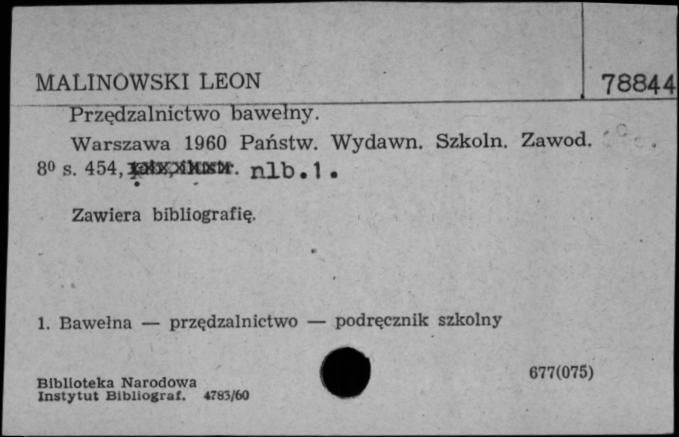 MALINOWSKI LEON
78844
Przędzalnictwo bawełny.
Warszawa 1960 Państw. Wydawn. Szkoln. Zawod.
8º s. 454, nlb.1.
Zawiera bibliografię.
1. Bawełna — przędzalnictwo — podręcznik szkolny
677(075)
Biblioteka Narodowa
Instytut Bibliograf. 4783/60